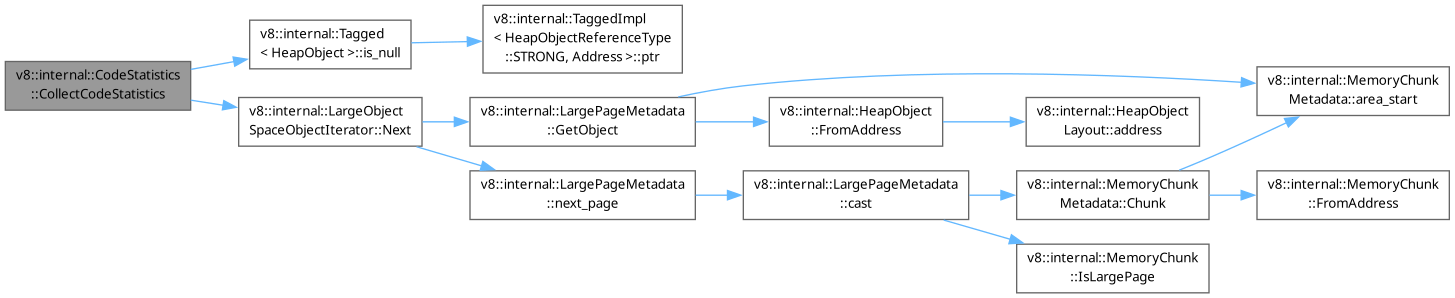 v8::internal::CodeStatistics
::CollectCodeStatistics
v8::internal::Tagged
< HeapObject >::is_null
v8::internal::TaggedImpl
< HeapObjectReferenceType
::STRONG, Address >::ptr
v8::internal::LargeObject
SpaceObjectIterator::Next
v8::internal::LargePageMetadata
::GetObject
v8::internal::HeapObject
::FromAddress
v8::internal::HeapObject
Layout::address
v8::internal::MemoryChunk
Metadata::area_start
v8::internal::LargePageMetadata
::next_page
v8::internal::LargePageMetadata
::cast
v8::internal::MemoryChunk
Metadata::Chunk
v8::internal::MemoryChunk
::FromAddress
v8::internal::MemoryChunk
::IsLargePage